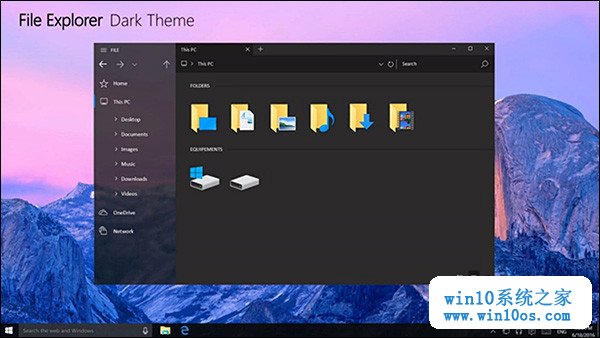 File Explorer Dark Theme
FILE
This PC
This PC
Search
Home
This PC
Desktop
Documents
Images
Music
Downloads
Videos
OneDrive
Network
FOLDERS
EQUIPEMENTS
win10系统之家
www.win10os.com
Search the web and Windows
ENG
6/18/2016